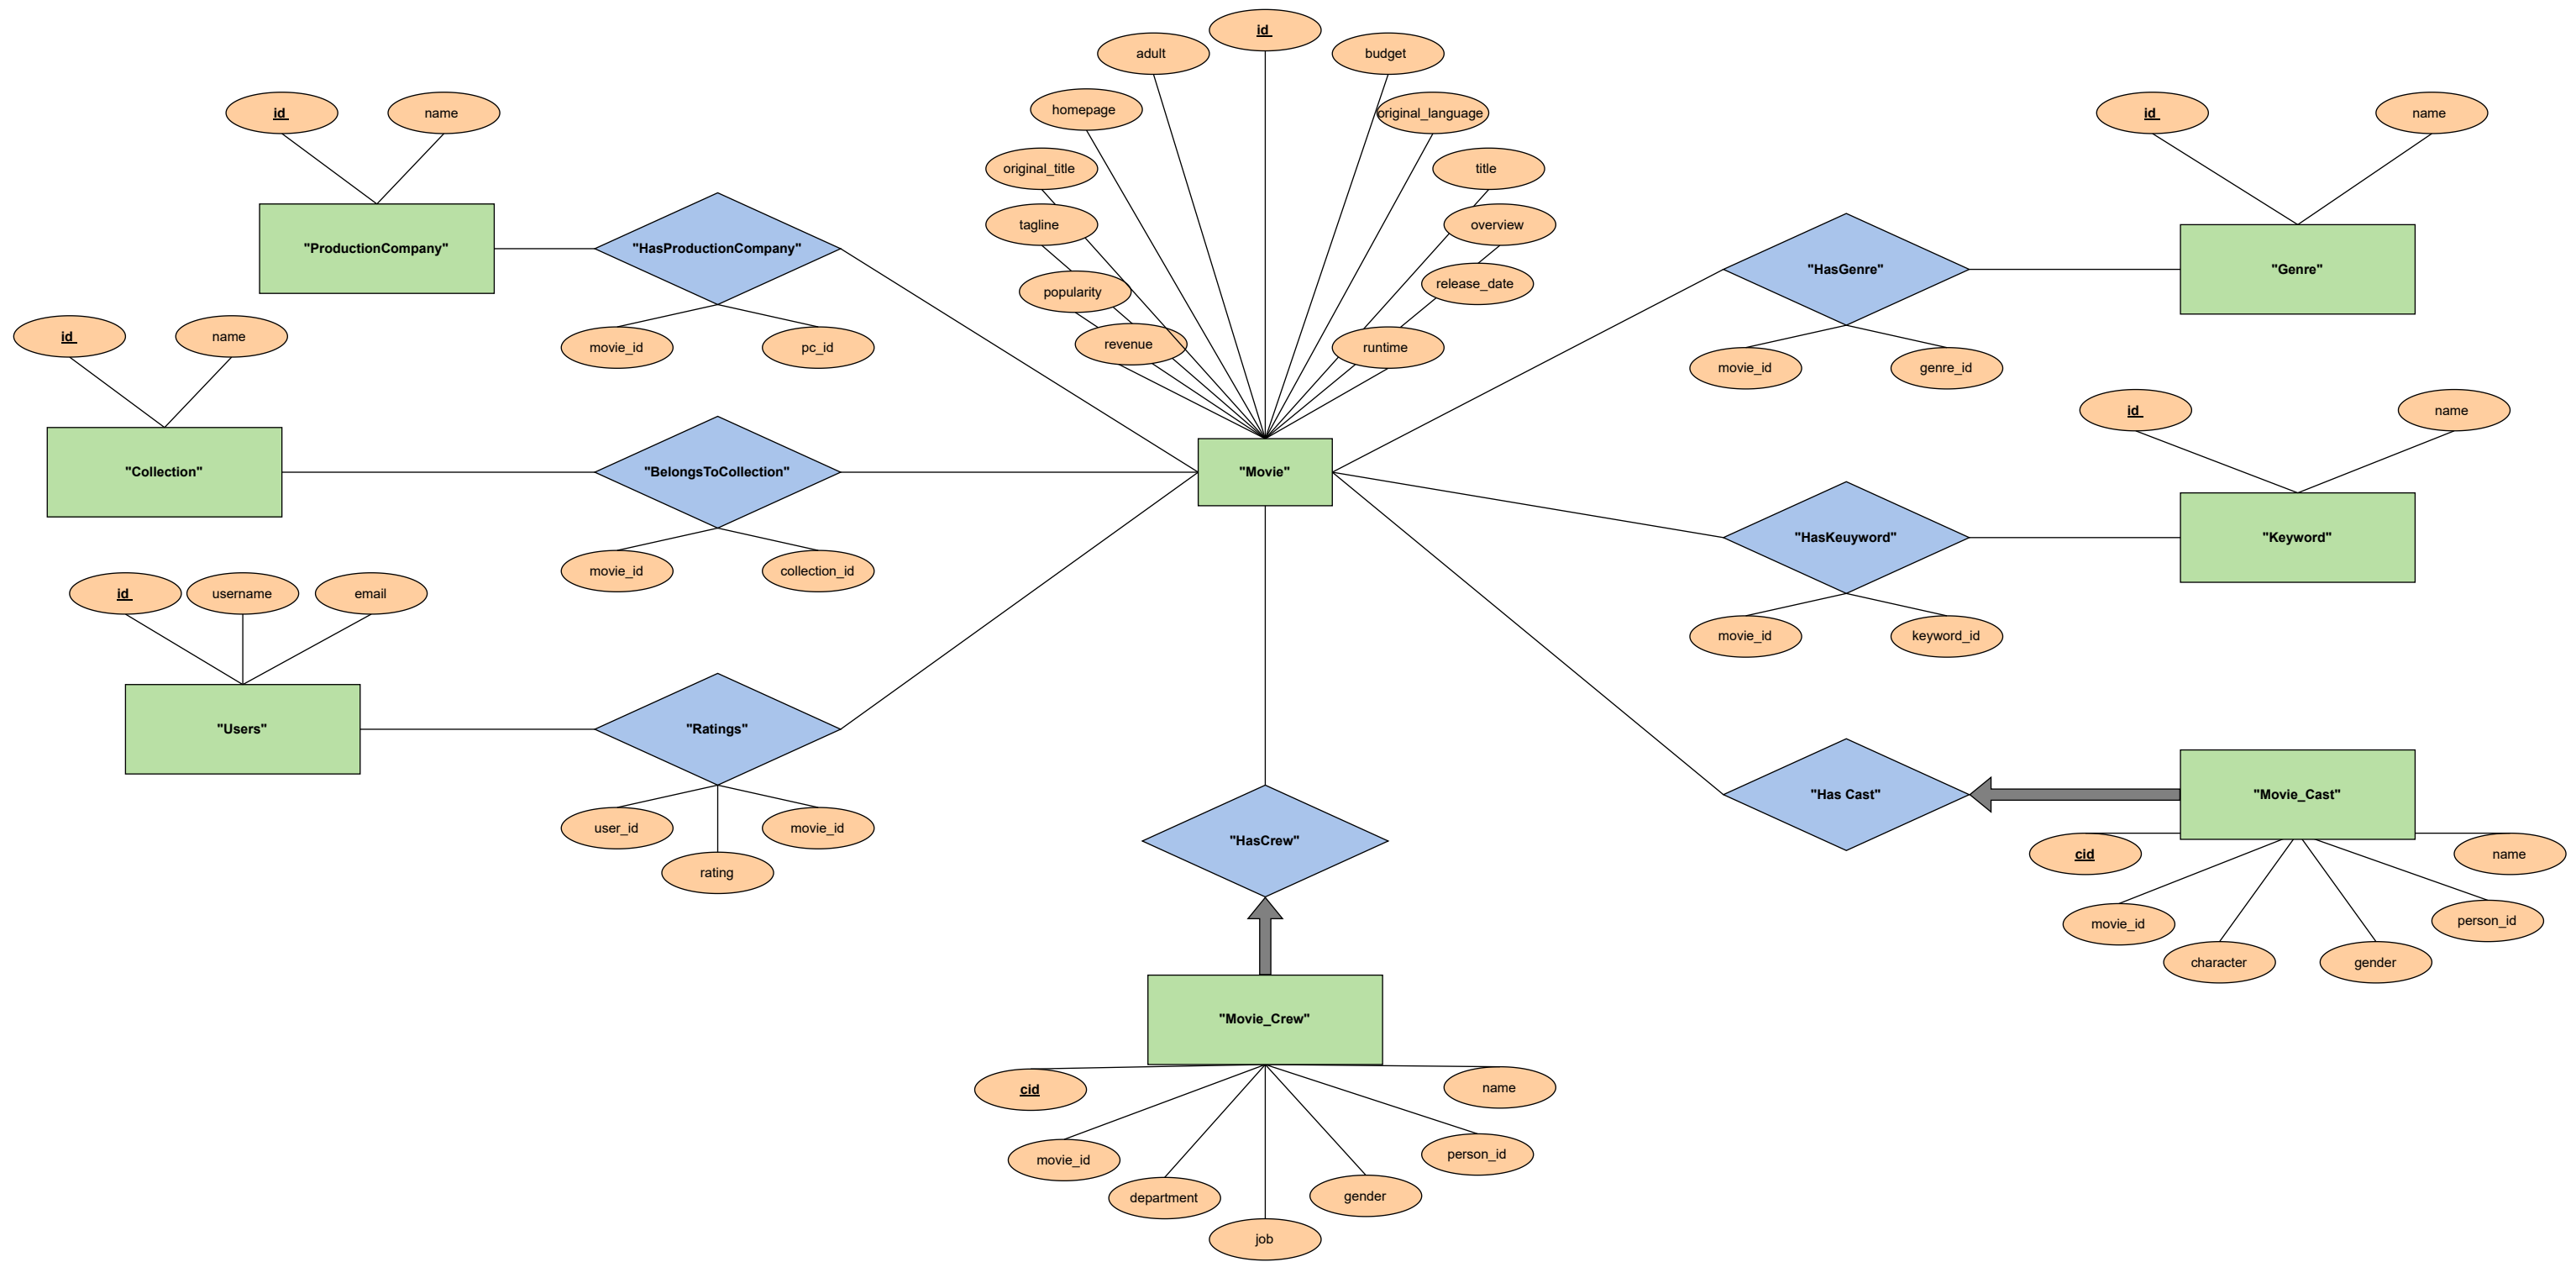 id
adult
budget
homepage
original_language
original_title
title
tagline
overview
popularity
release_date
revenue
runtime
"Movie"
id
name
"ProductionCompany"
"HasProductionCompany"
movie_id
pc_id
id
name
"Collection"
"BelongsToCollection"
movie_id
collection_id
id
username
email
"Users"
"Ratings"
user_id
movie_id
rating
id
name
"Genre"
"HasGenre"
movie_id
genre_id
id
name
"Keyword"
"HasKeuyword"
movie_id
keyword_id
"Has Cast"
"Movie_Cast"
cid
name
movie_id
person_id
character
gender
"HasCrew"
"Movie_Crew"
cid
name
movie_id
person_id
department
gender
job